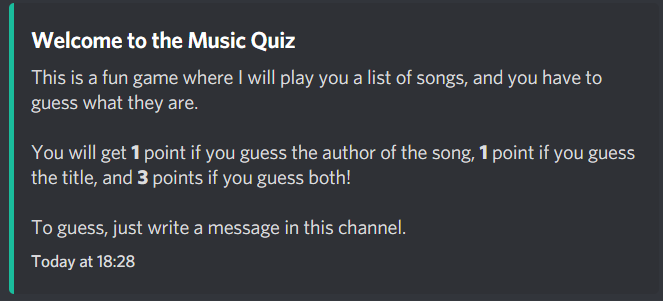 Welcome to the Music Quiz
This is a fun game where I will play you a list of songs, and you have to
guess what they are.
You will get 1 point if you guess the author of the song, 1 point if you guess
the title, and 3 points if you guess both!
To guess, just write a message in this channel.
Today at 18:28